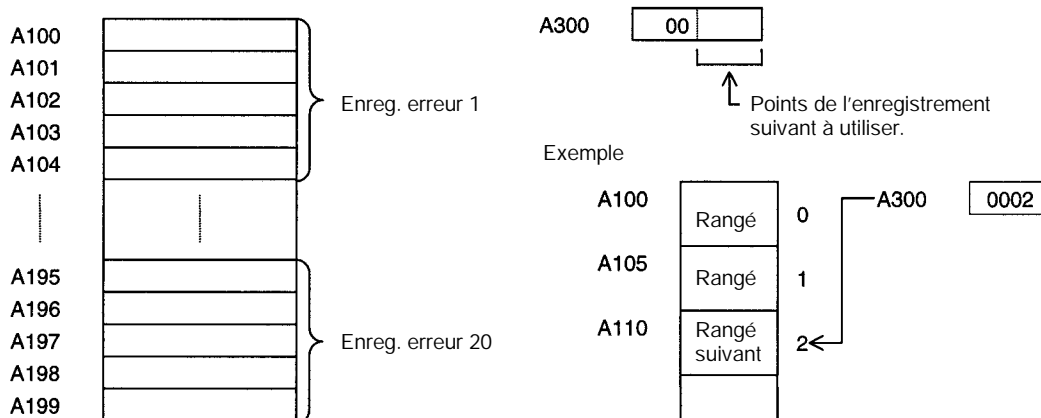 A100
A101
A102
A103
A104
Enreg. erreur 1
A195
A196
A197
A198
A199
Enreg. erreur 20
A300 00
Points de l'enregistrement
suivant à utiliser.
Exemple
A100 Rangé 0
A300 0002
A105 Rangé 1
A110 Rangé
suivant 2